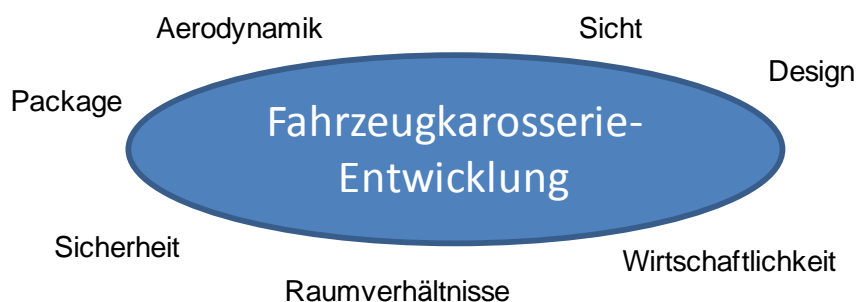 Aerodynamik
Sicht
Design
Package
Fahrzeugkarosserie-
Entwicklung
Sicherheit
Wirtschaftlichkeit
Raumverhältnisse